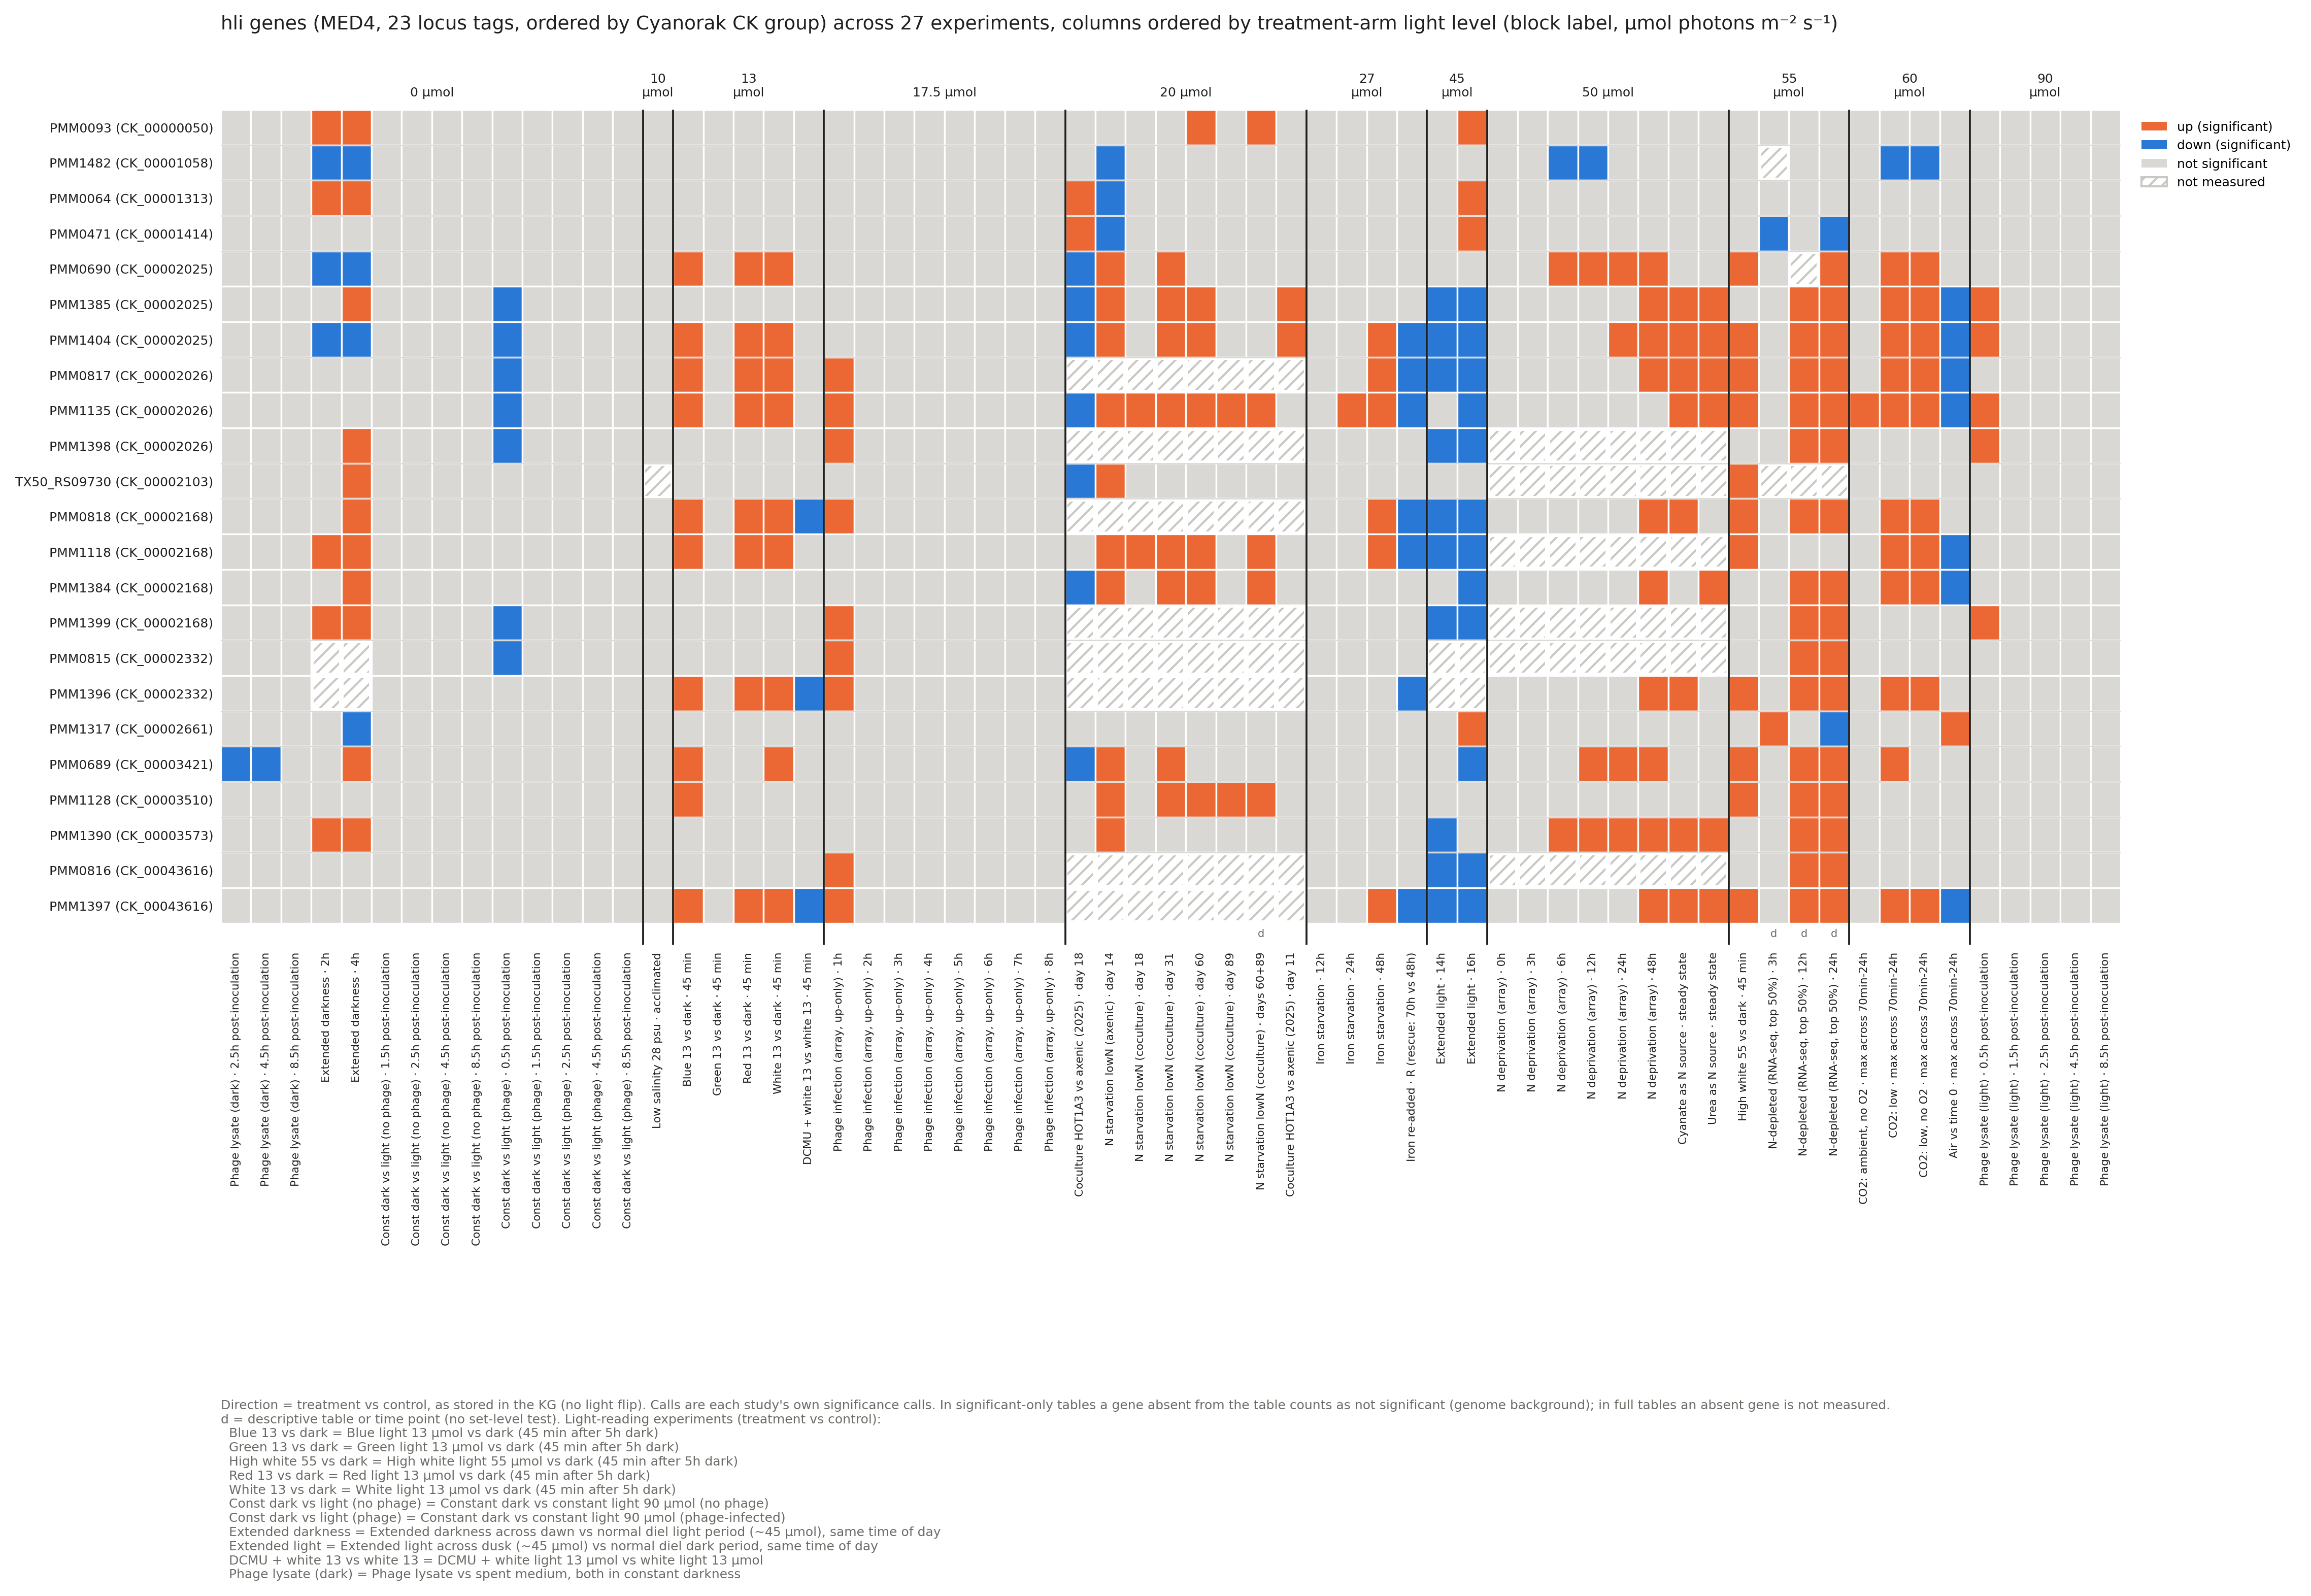 hli genes (MED4, 23 locus tags, ordered by Cyanorak CK group) across 27 experiments, columns ordered by treatment-arm light level (block label, µmol photons m⁻² s⁻¹)
0 µmol
10
µmol
13
µmol
17.5 µmol
20 µmol
27
µmol
45
µmol
50 µmol
55
µmol
60
µmol
90
µmol
up (significant)
down (significant)
not significant
not measured
PMM0093 (CK_00000050)
PMM1482 (CK_00001058)
PMM0064 (CK_00001313)
PMM0471 (CK_00001414)
PMM0690 (CK_00002025)
PMM1385 (CK_00002025)
PMM1404 (CK_00002025)
PMM0817 (CK_00002026)
PMM1135 (CK_00002026)
PMM1398 (CK_00002026)
TX50_RS09730 (CK_00002103)
PMM0818 (CK_00002168)
PMM1118 (CK_00002168)
PMM1384 (CK_00002168)
PMM1399 (CK_00002168)
PMM0815 (CK_00002332)
PMM1396 (CK_00002332)
PMM1317 (CK_00002661)
PMM0689 (CK_00003421)
PMM1128 (CK_00003510)
PMM1390 (CK_00003573)
PMM0816 (CK_00043616)
PMM1397 (CK_00043616)
d
d
d
d
Phage lysate (dark) · 2.5h post-inoculation
Phage lysate (dark) · 4.5h post-inoculation
Phage lysate (dark) · 8.5h post-inoculation
Extended darkness · 2h
Extended darkness · 4h
Const dark vs light (no phage) · 1.5h post-inoculation
Const dark vs light (no phage) · 2.5h post-inoculation
Const dark vs light (no phage) · 4.5h post-inoculation
Const dark vs light (no phage) · 8.5h post-inoculation
Const dark vs light (phage) · 0.5h post-inoculation
Const dark vs light (phage) · 1.5h post-inoculation
Const dark vs light (phage) · 2.5h post-inoculation
Const dark vs light (phage) · 4.5h post-inoculation
Const dark vs light (phage) · 8.5h post-inoculation
Low salinity 28 psu · acclimated
Blue 13 vs dark · 45 min
Green 13 vs dark · 45 min
Red 13 vs dark · 45 min
White 13 vs dark · 45 min
DCMU + white 13 vs white 13 · 45 min
Phage infection (array, up-only) · 1h
Phage infection (array, up-only) · 2h
Phage infection (array, up-only) · 3h
Phage infection (array, up-only) · 4h
Phage infection (array, up-only) · 5h
Phage infection (array, up-only) · 6h
Phage infection (array, up-only) · 7h
Phage infection (array, up-only) · 8h
Coculture HOT1A3 vs axenic (2025) · day 18
N starvation lowN (axenic) · day 14
N starvation lowN (coculture) · day 18
N starvation lowN (coculture) · day 31
N starvation lowN (coculture) · day 60
N starvation lowN (coculture) · day 89
N starvation lowN (coculture) · days 60+89
Coculture HOT1A3 vs axenic (2025) · day 11
Iron starvation · 12h
Iron starvation · 24h
Iron starvation · 48h
Iron re-added · R (rescue: 70h vs 48h)
Extended light · 14h
Extended light · 16h
N deprivation (array) · 0h
N deprivation (array) · 3h
N deprivation (array) · 6h
N deprivation (array) · 12h
N deprivation (array) · 24h
N deprivation (array) · 48h
Cyanate as N source · steady state
Urea as N source · steady state
High white 55 vs dark · 45 min
N-depleted (RNA-seq, top 50%) · 3h
N-depleted (RNA-seq, top 50%) · 12h
N-depleted (RNA-seq, top 50%) · 24h
CO2: ambient, no O2 · max across 70min-24h
CO2: low · max across 70min-24h
CO2: low, no O2 · max across 70min-24h
Air vs time 0 · max across 70min-24h
Phage lysate (light) · 0.5h post-inoculation
Phage lysate (light) · 1.5h post-inoculation
Phage lysate (light) · 2.5h post-inoculation
Phage lysate (light) · 4.5h post-inoculation
Phage lysate (light) · 8.5h post-inoculation
Direction = treatment vs control, as stored in the KG (no light flip). Calls are each study's own significance calls. In significant-only tables a gene absent from the table counts as not significant (genome background); in full tables an absent gene is not measured.
d = descriptive table or time point (no set-level test). Light-reading experiments (treatment vs control):
Blue 13 vs dark = Blue light 13 µmol vs dark (45 min after 5h dark)
Green 13 vs dark = Green light 13 µmol vs dark (45 min after 5h dark)
High white 55 vs dark = High white light 55 µmol vs dark (45 min after 5h dark)
Red 13 vs dark = Red light 13 µmol vs dark (45 min after 5h dark)
White 13 vs dark = White light 13 µmol vs dark (45 min after 5h dark)
Const dark vs light (no phage) = Constant dark vs constant light 90 µmol (no phage)
Const dark vs light (phage) = Constant dark vs constant light 90 µmol (phage-infected)
Extended darkness = Extended darkness across dawn vs normal diel light period (~45 µmol), same time of day
Extended light = Extended light across dusk (~45 µmol) vs normal diel dark period, same time of day
DCMU + white 13 vs white 13 = DCMU + white light 13 µmol vs white light 13 µmol
Phage lysate (dark) = Phage lysate vs spent medium, both in constant darkness